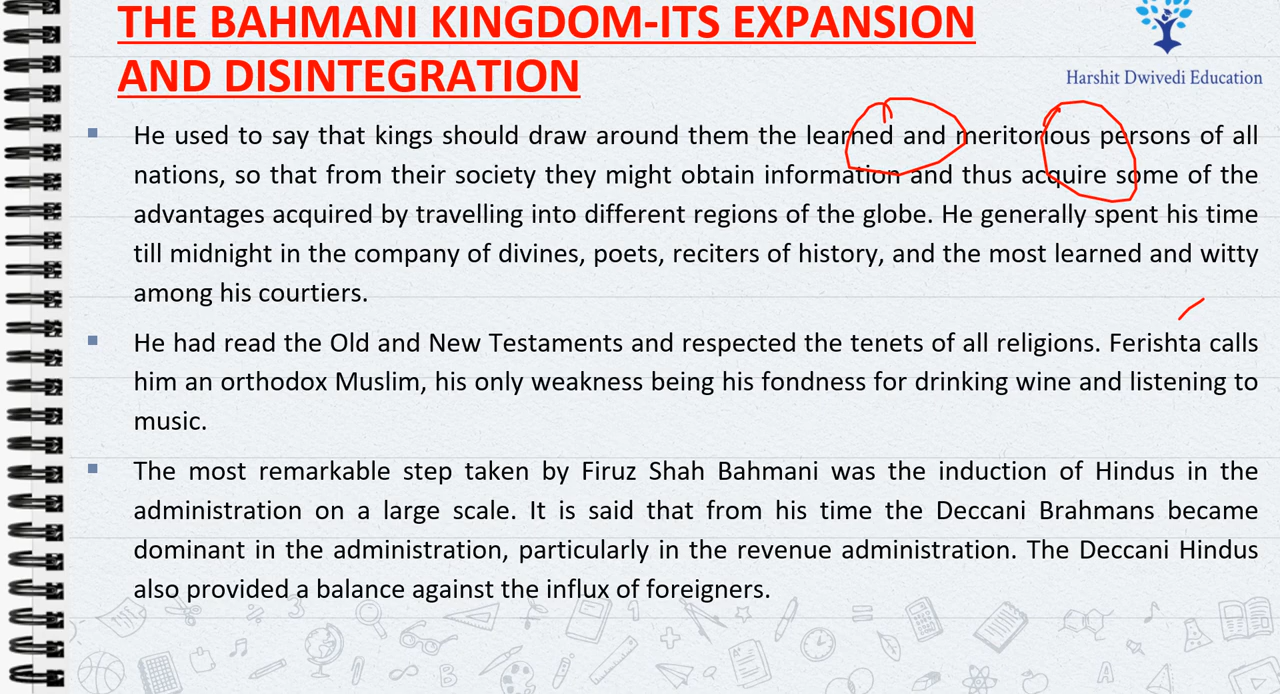 THE BAHMANI KINGDOM-ITS EXPANSION
AND DISINTEGRATION
Harshit Dwivedi Education
He used to say that kings should draw around them the learned and meritorious persons of all
nations, so that from their society they might obtain information and thus acquire some of the
advantages acquired by travelling into different regions of the globe. He generally spent his time
till midnight in the company of divines, poets, reciters of history, and the most learned and witty
among his courtiers.
He had read the Old and New Testaments and respected the tenets of all religions. Ferishta calls
him an orthodox Muslim, his only weakness being his fondness for drinking wine and listening to
music.
The most remarkable step taken by Firuz Shah Bahmani was the induction of Hindus in the
administration on a large scale. It is said that from his time the Deccani Brahmans became
dominant in the administration, particularly in the revenue administration. The Deccani Hindus
also provided a balance against the influx of foreigners.